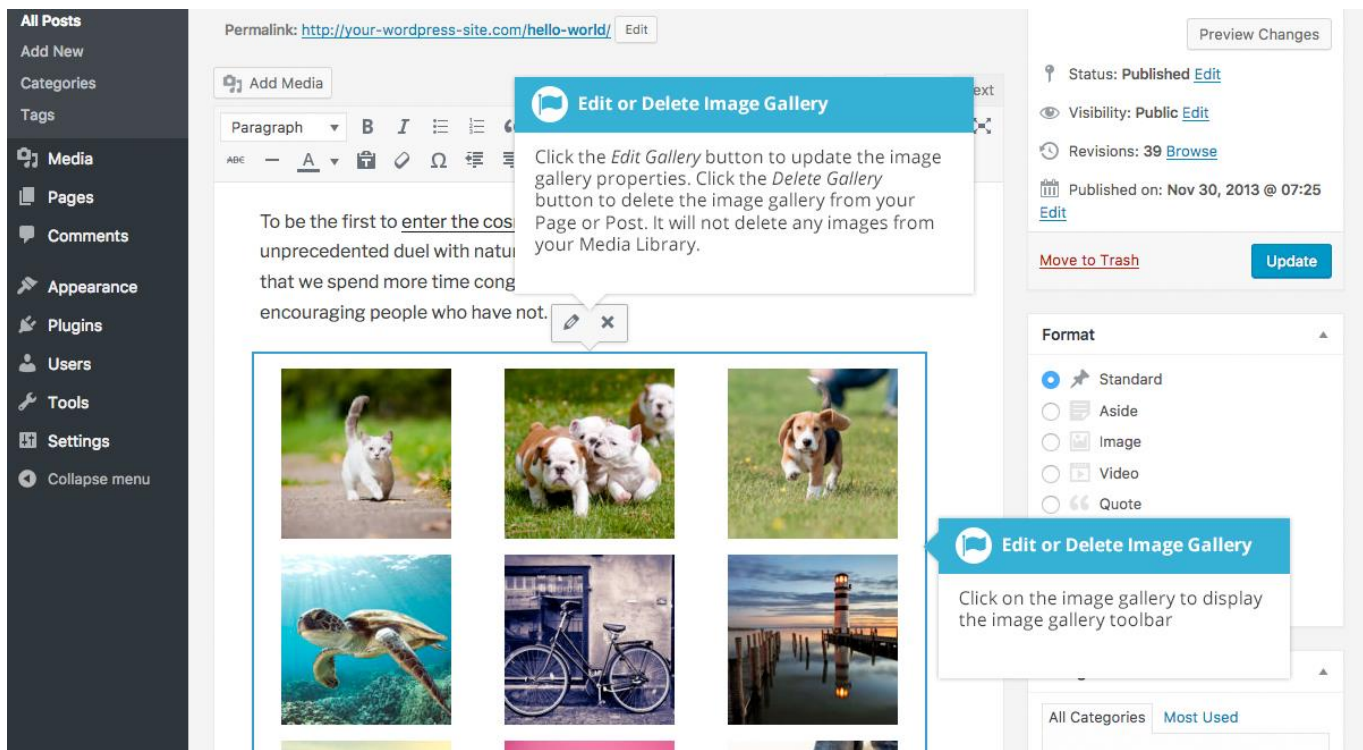 All Posts
Add New
Categories
Tags
Media
Pages
Comments
Appearance
Plugins
Users
Tools
Settings
Collapse menu
Permalink: http://your-wordpress-site.com/hello-world/ Edit
Add Media
ext
Paragraph B I
ABE A Ω
To be the first to enter the
unprecedented duel with
that we spend more time
encouraging people who have not.
Edit or Delete Image Gallery
Click the Edit Gallery button to update the image
gallery properties. Click the Delete Gallery
button to delete the image gallery from your
Page or Post. It will not delete any images from
your Media Library.
Preview Changes
Status: Published Edit
Visibility: Public Edit
Revisions: 39 Browse
Published on: Nov 30, 2013 @ 07:25
Edit
Move to Trash Update
Format
Standard
Aside
Image
Video
Quote
Edit or Delete Image Gallery
Click on the image gallery to display
the image gallery toolbar
All Categories Most Used